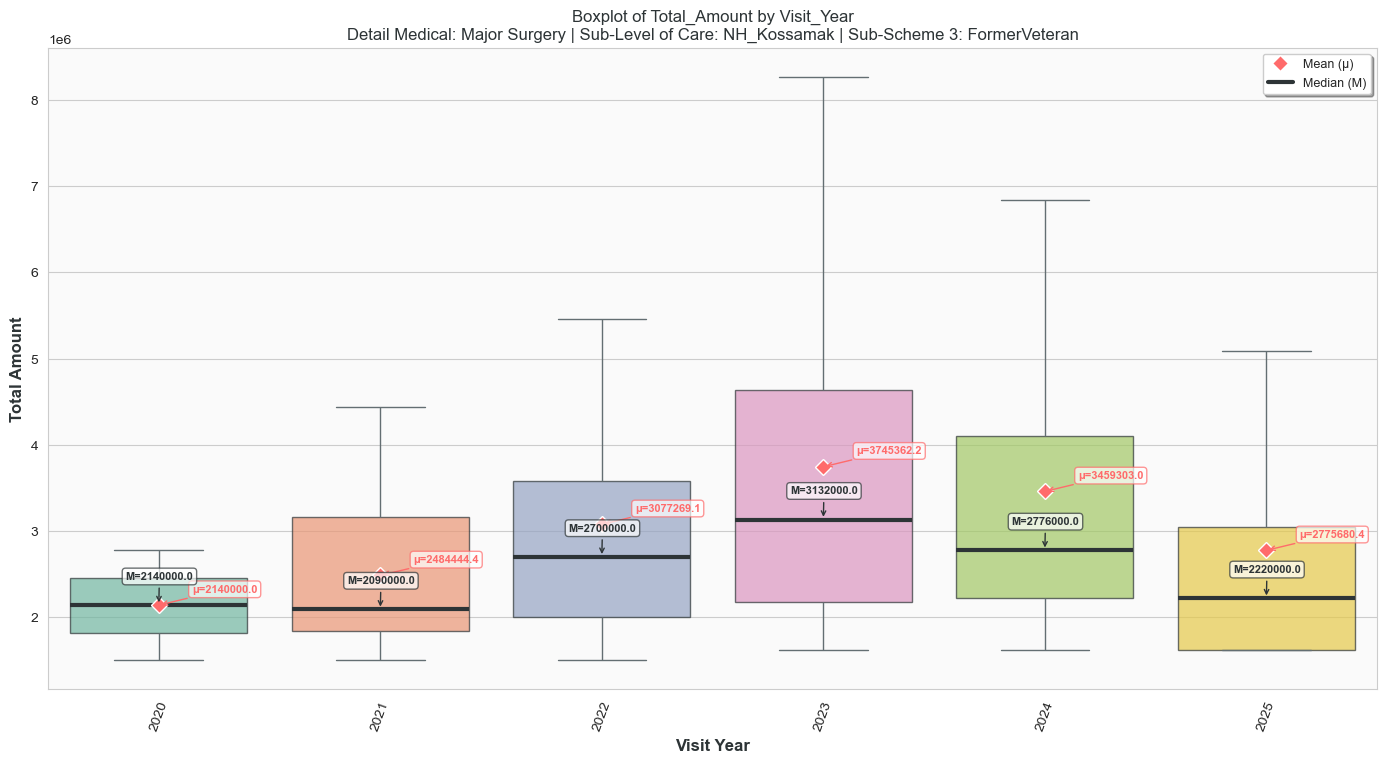 Boxplot of Total_Amount by Visit_Year
Detail Medical: Major Surgery | Sub-Level of Care: NH_Kossamak | Sub-Scheme 3: FormerVeteran
1e6
Mean (μ)
Median (M)
8
7
6
5
4
3
2
Total Amount
M=2140000.0
μ=2140000.0
μ=2484444.4
M=2090000.0
μ=3077269.1
M=2700000.0
μ=3745362.2
M=3132000.0
μ=3459303.0
M=2776000.0
μ=2775680.4
M=2220000.0
2020
2021
2022
2023
2024
2025
Visit Year